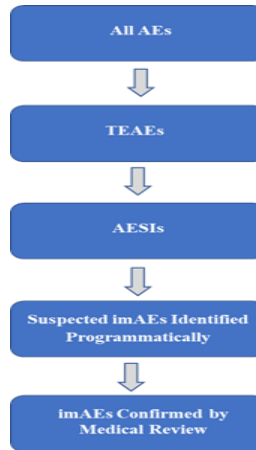 All AEs
TEAEs
AESIs
Suspected imAEs Identified
Programmatically
imAEs Confirmed by
Medical Review